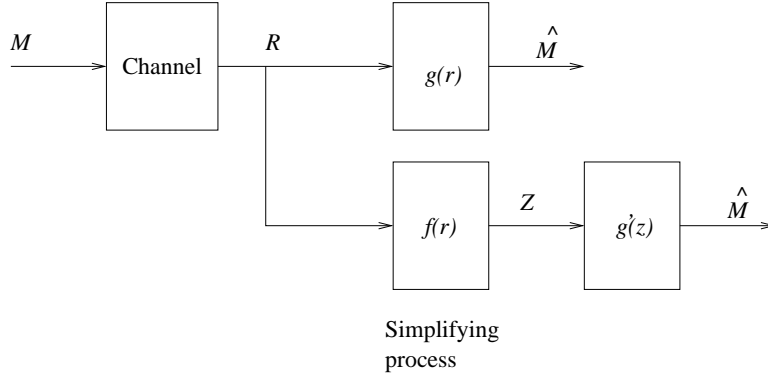 M
Channel
R
g(r)
^
M
f(r)
Z
g'(z)
^
M
Simplifying
process